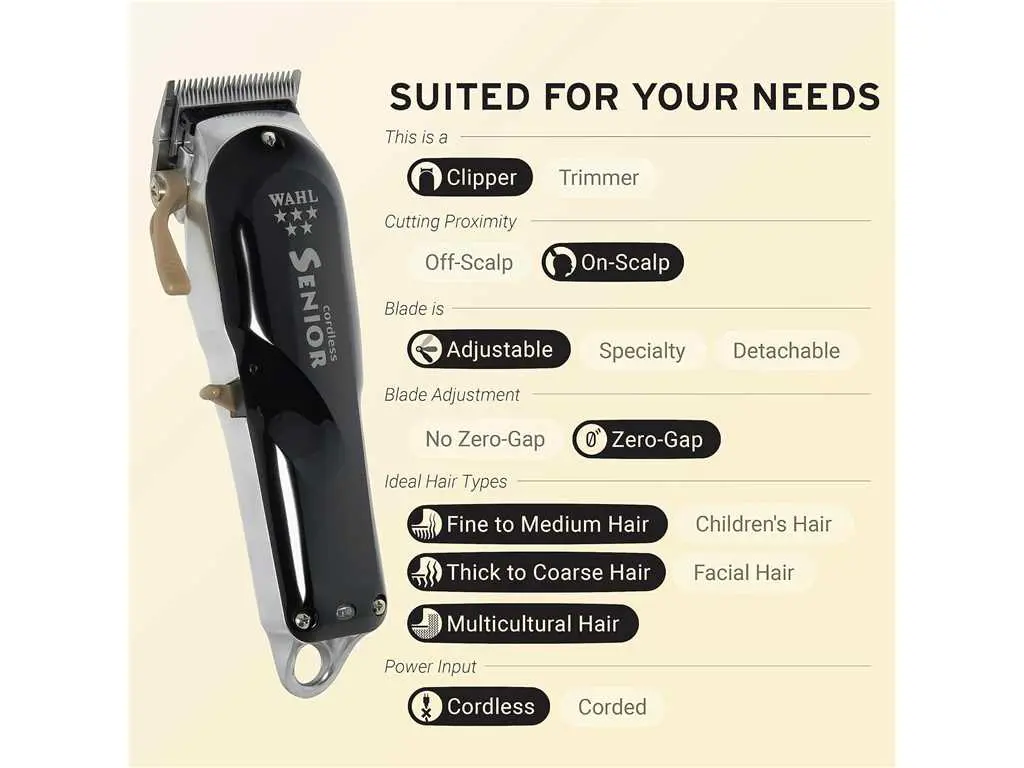 SUITED FOR YOUR NEEDS
This is a
Clipper Trimmer
Cutting Proximity
Off-Scalp On-Scalp
Blade is
Adjustable Specialty Detachable
Blade Adjustment
No Zero-Gap 0" Zero-Gap
Ideal Hair Types
Fine to Medium Hair Children's Hair
Thick to Coarse Hair Facial Hair
Multicultural Hair
Power Input
Cordless Corded
WAHL
SENIOR
cordless